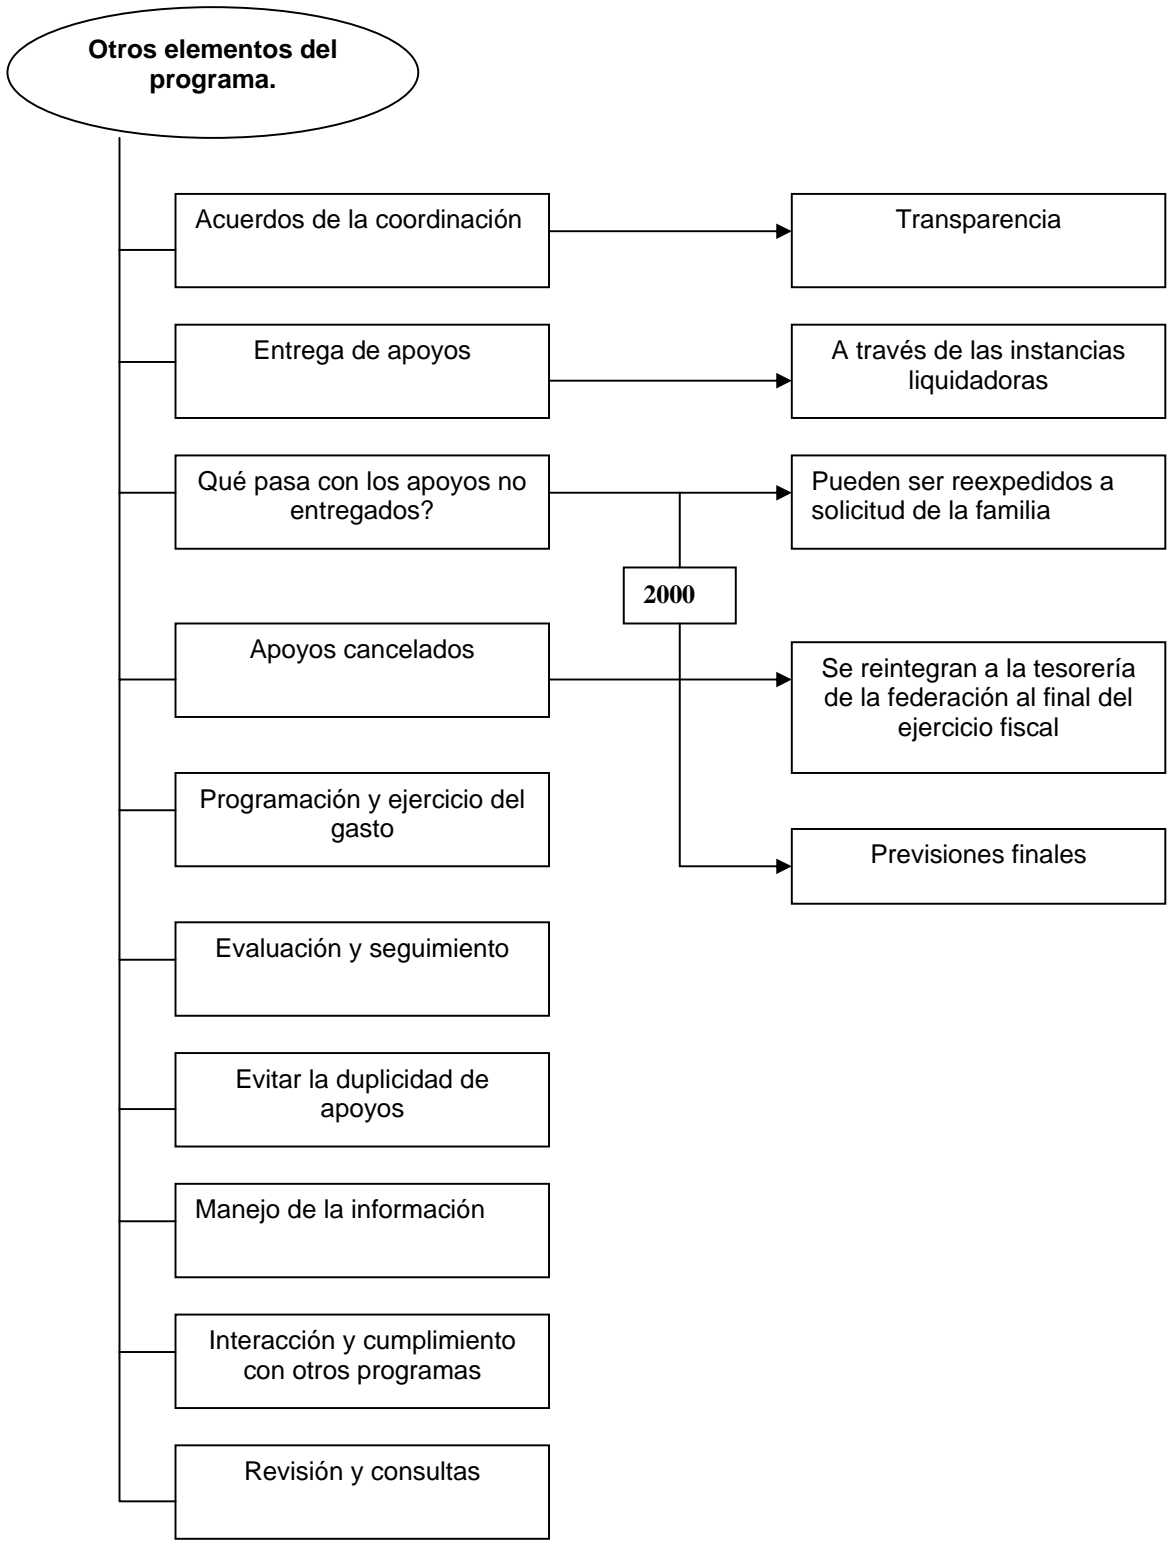 Otros elementos del
programa.
Acuerdos de la coordinación
Transparencia
Entrega de apoyos
A través de las instancias
liquidadoras
Qué pasa con los apoyos no
entregados?
Pueden ser reexpedidos a
solicitud de la familia
2000
Apoyos cancelados
Se reintegran a la tesorería
de la federación al final del
ejercicio fiscal
Programación y ejercicio del
gasto
Previsiones finales
Evaluación y seguimiento
Evitar la duplicidad de
apoyos
Manejo de la información
Interacción y cumplimiento
con otros programas
Revisión y consultas